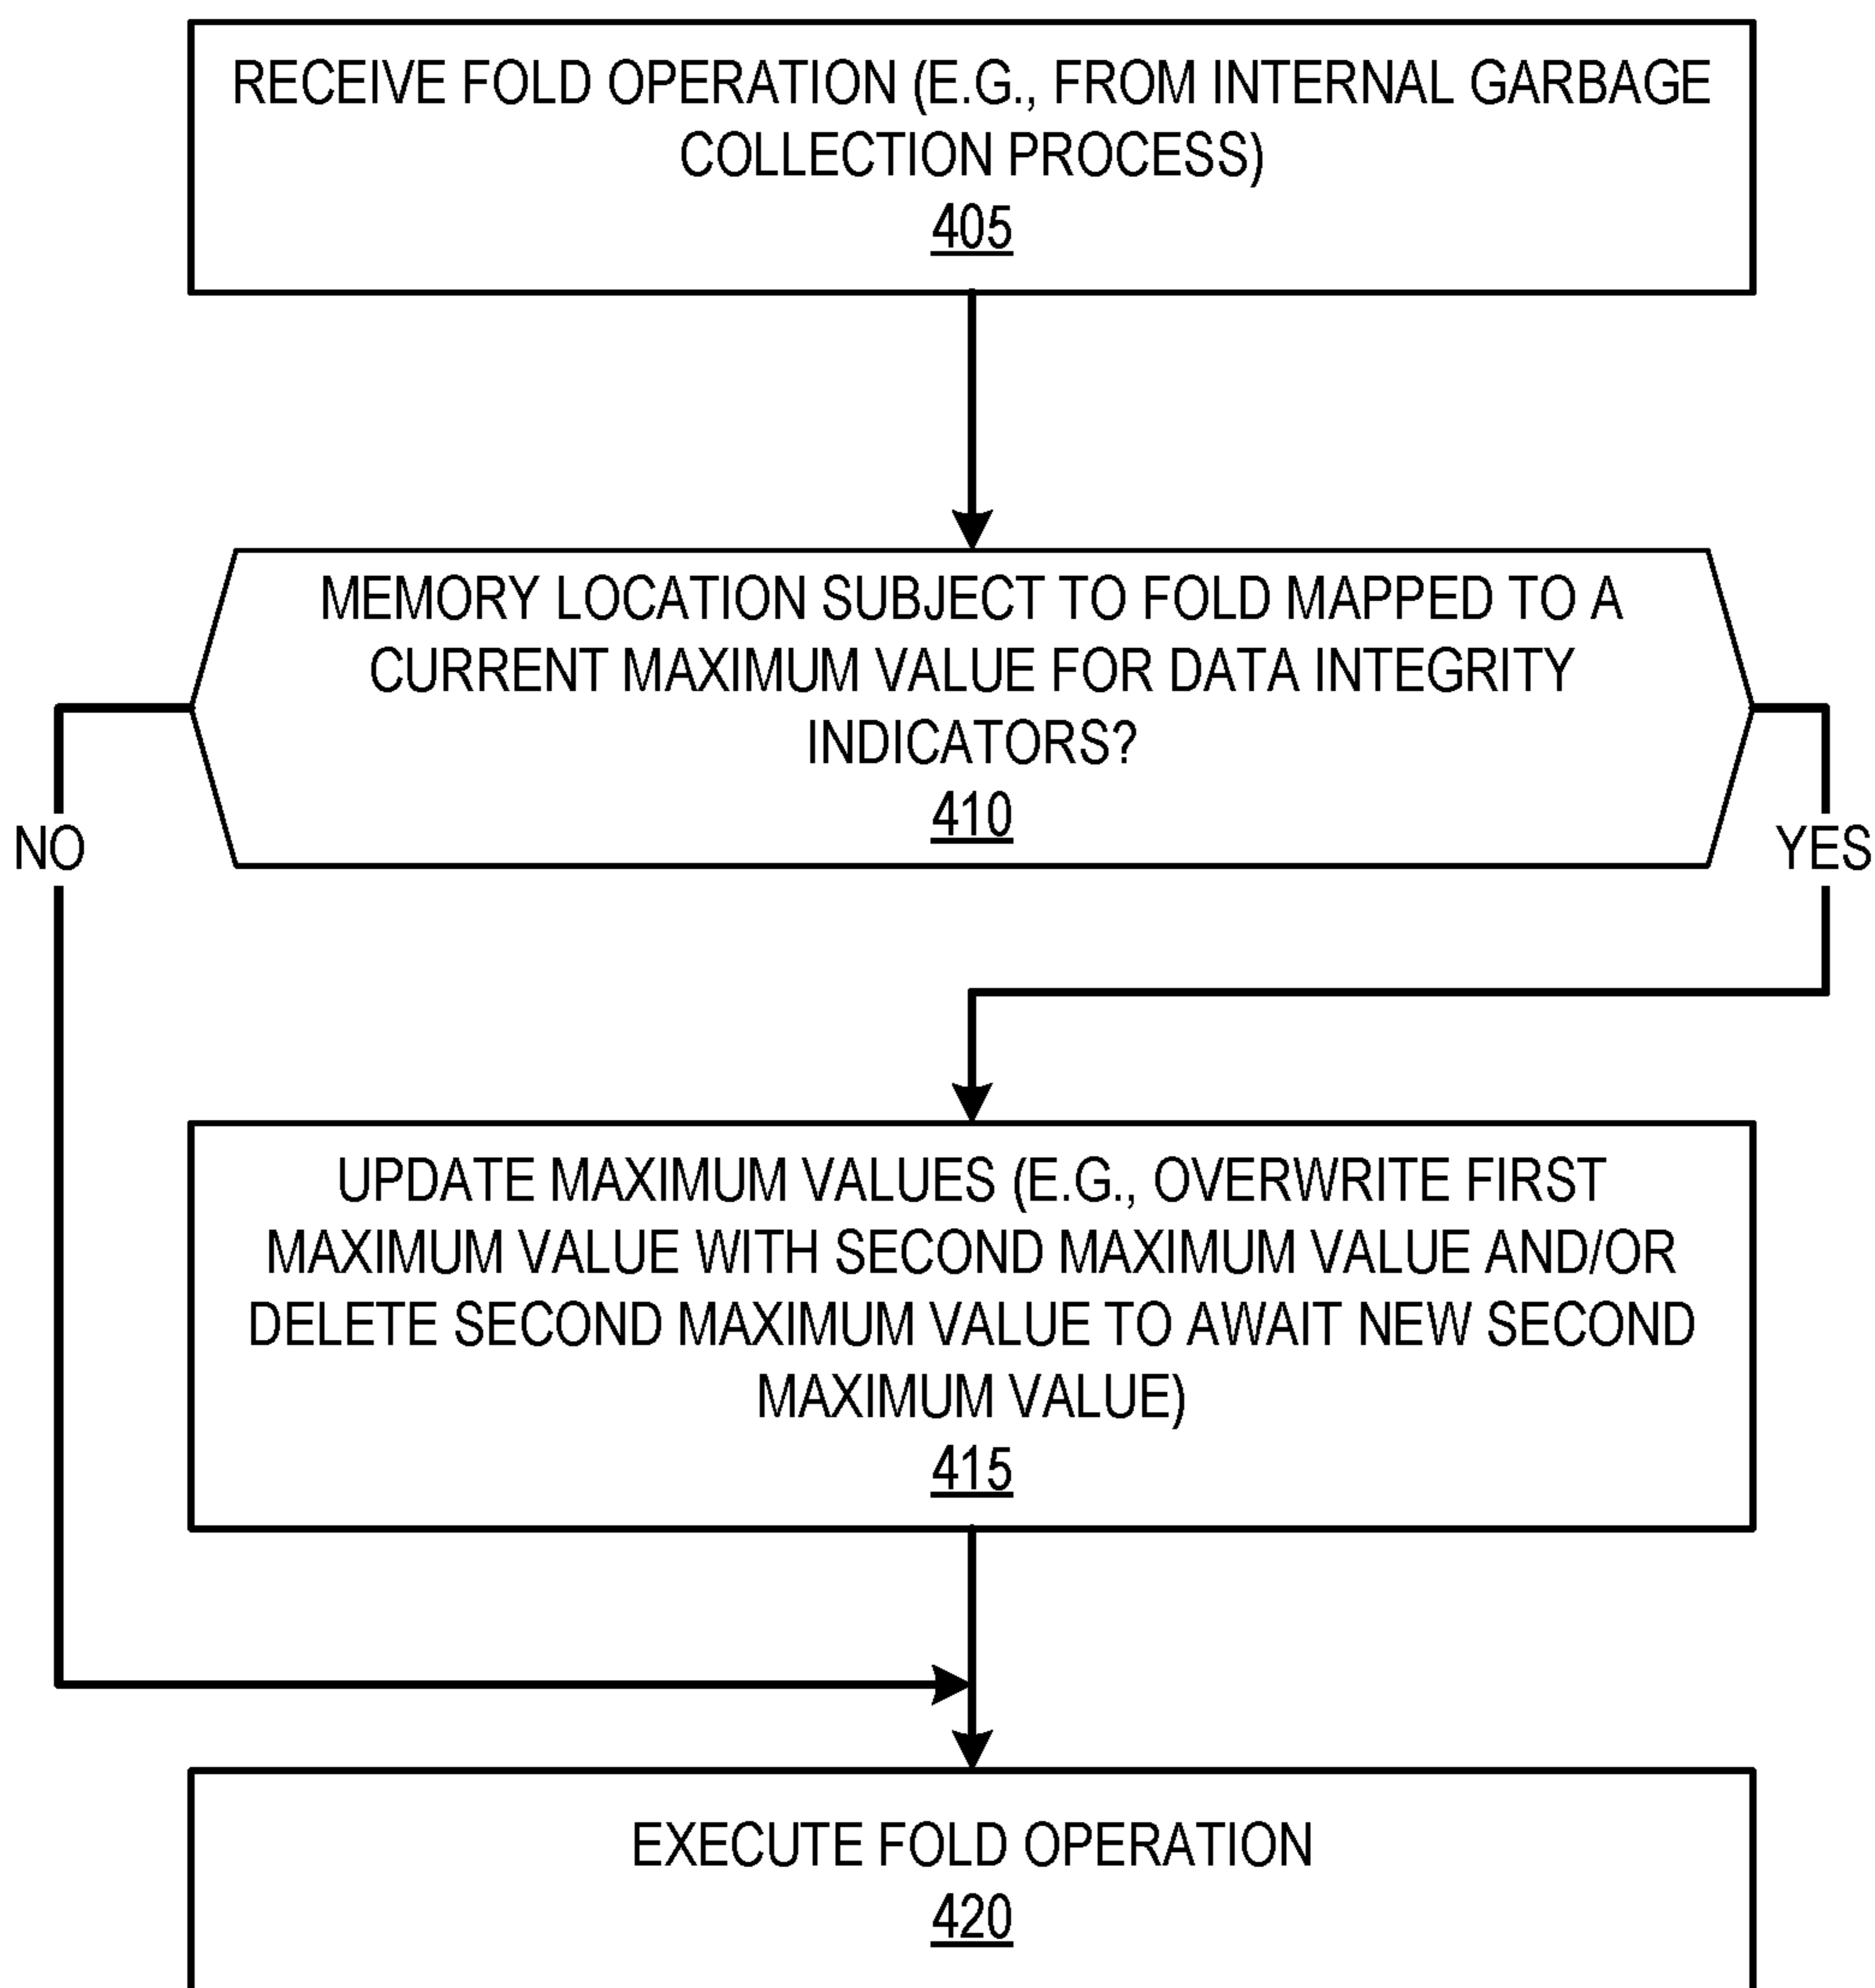 RECEIVE FOLD OPERATION (E.G., FROM INTERNAL GARBAGE
COLLECTION PROCESS)
405
MEMORY LOCATION SUBJECT TO FOLD MAPPED TO A
CURRENT MAXIMUM VALUE FOR DATA INTEGRITY
INDICATORS?
410
NO
YES
UPDATE MAXIMUM VALUES (E.G., OVERWRITE FIRST
MAXIMUM VALUE WITH SECOND MAXIMUM VALUE AND/OR
DELETE SECOND MAXIMUM VALUE TO AWAIT NEW SECOND
MAXIMUM VALUE)
415
EXECUTE FOLD OPERATION
420